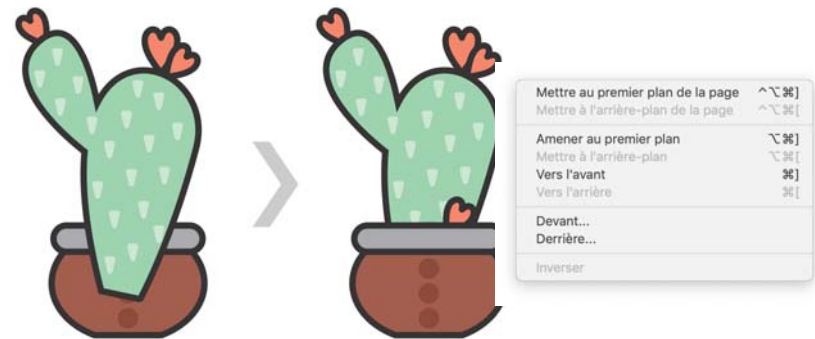 Mettre au premier plan de la page ^⌥⌘]
Mettre à l'arrière-plan de la page ^⌥⌘[
Amener au premier plan ⌥⌘]
Mettre à l'arrière-plan ⌥⌘[
Vers l'avant ⌘]
Vers l'arrière ⌘[
Devant...
Derrière...
Inverser